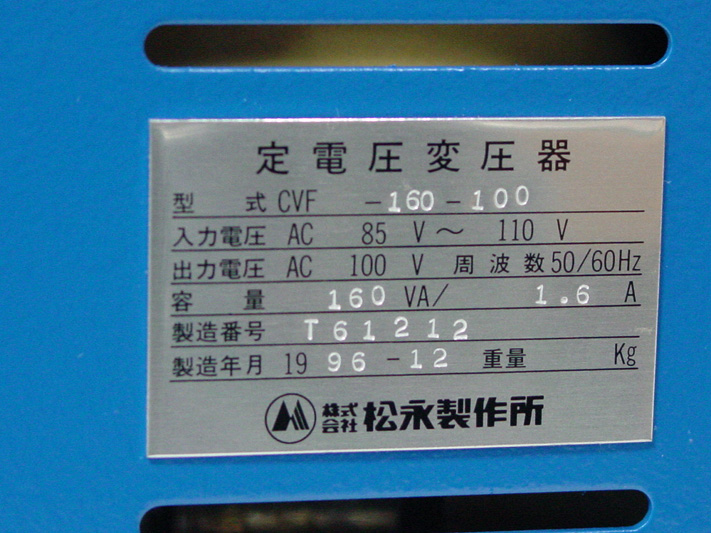 定電圧変圧器
型 式 CVF -160-100
入力電圧 AC 85 V～ 110 V
出力電圧 AC 100 V 周波数 50/60Hz
容 量 160 VA/ 1.6 A
製造番号 T61212
製造年月 1996-12 重量 Kg
株式会社 松永製作所